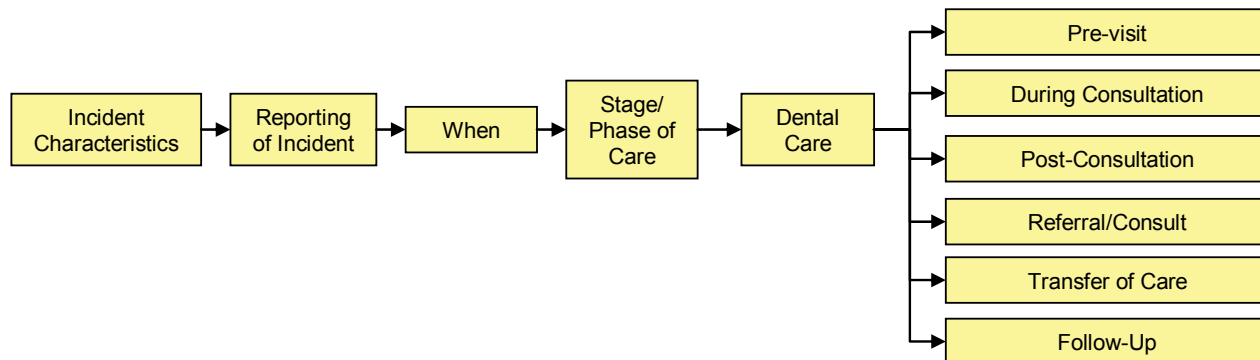 Incident
Characteristics
Reporting
of Incident
When
Stage/
Phase of
Care
Dental
Care
Pre-visit
During Consultation
Post-Consultation
Referral/Consult
Transfer of Care
Follow-Up